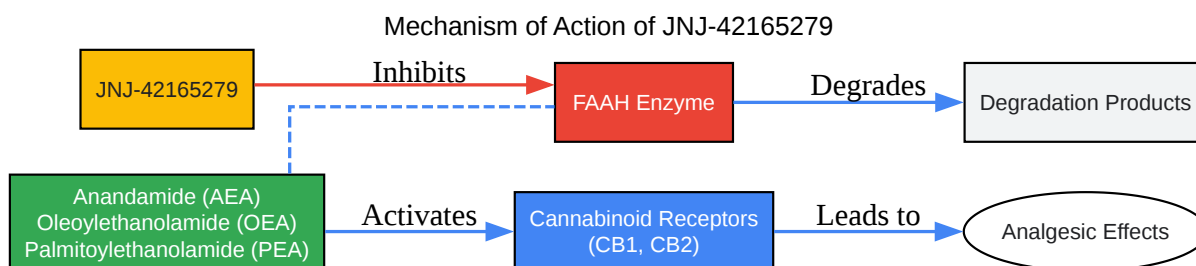 Mechanism of Action of JNJ-42165279
JNJ-42165279
Inhibits
FAAH Enzyme
Degrades
Degradation Products
Anandamide (AEA)
Oleoylethanolamide (OEA)
Palmitoylethanolamide (PEA)
Activates
Cannabinoid Receptors
(CB1, CB2)
Leads to
Analgesic Effects